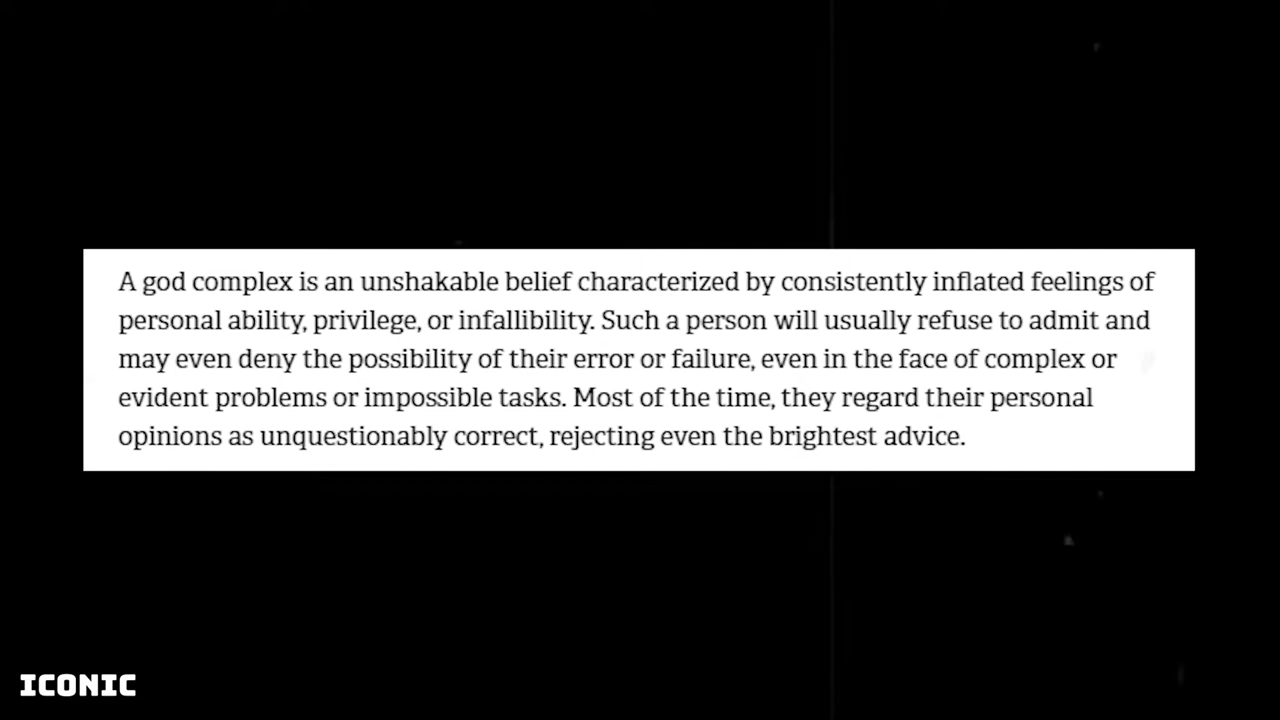 A god complex is an unshakable belief characterized by consistently inflated feelings of
personal ability, privilege, or infallibility. Such a person will usually refuse to admit and
may even deny the possibility of their error or failure, even in the face of complex or
evident problems or impossible tasks. Most of the time, they regard their personal
opinions as unquestionably correct, rejecting even the brightest advice.
ICONIC